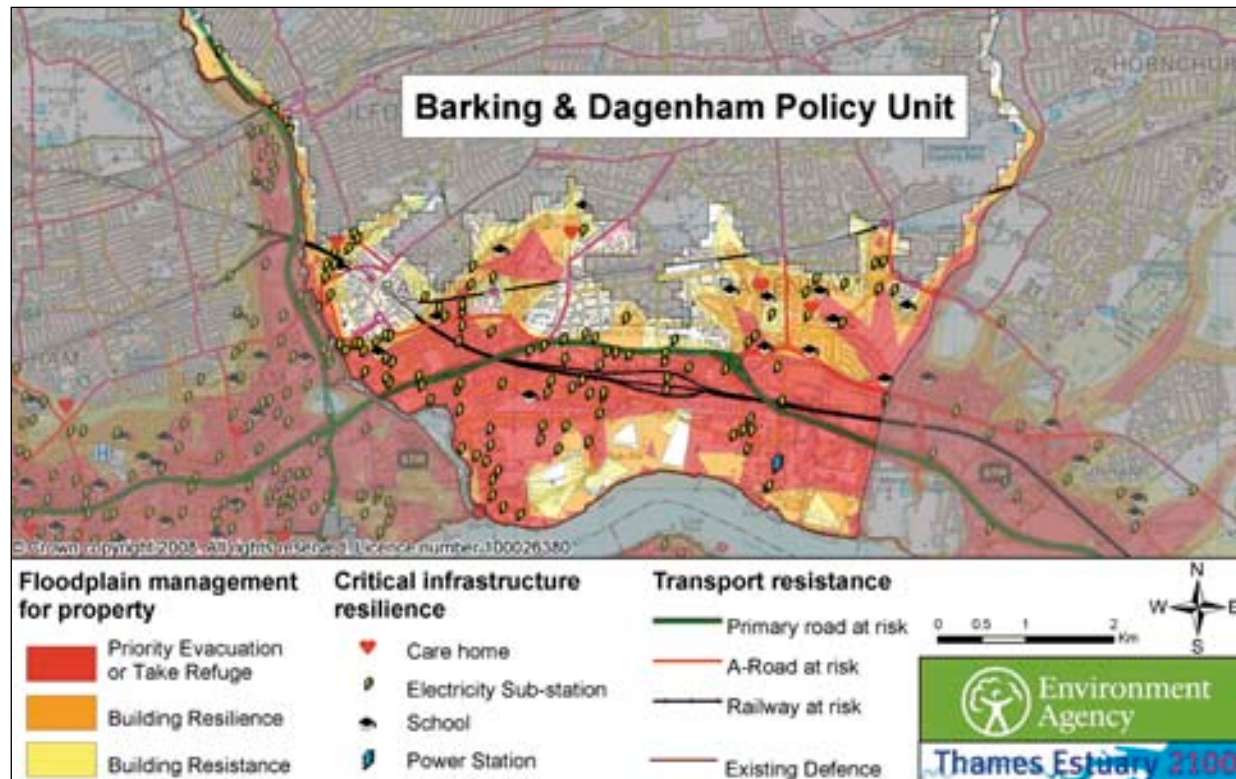 Barking & Dagenham Policy Unit
HORNCHUR
ILFO
HAM
© Crown copyright 2008. All rights reserved. Licence number 100026380
Floodplain management
for property
Priority Evacuation
or Take Refuge
Building Resilience
Building Resistance
Critical infrastructure
resilience
Care home
Electricity Sub-station
School
Power Station
Transport resistance
Primary road at risk
A-Road at risk
Railway at risk
Existing Defence
N
W E
S
0 0.5 1 2
Km
Environment
Agency
Thames Estuary 2100